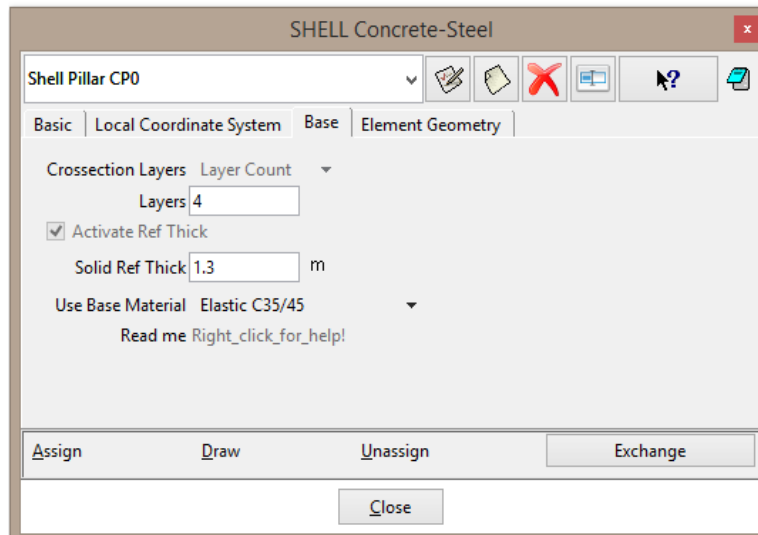 SHELL Concrete-Steel
x
Shell Pillar CP0
?
Basic Local Coordinate System Base Element Geometry
Crossection Layers Layer Count
Layers 4
Activate Ref Thick
Solid Ref Thick 1.3 m
Use Base Material Elastic C35/45
Read me Right_click_for_help!
Assign Draw Unassign Exchange
Close